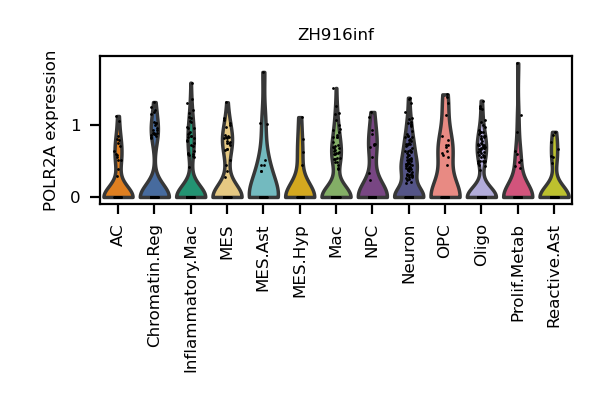 ZH916inf
POLR2A expression
1
0
AC
Chromatin.Reg
Inflammatory.Mac
MES
MES.Ast
MES.Hyp
Mac
NPC
Neuron
OPC
Oligo
Prolif.Metab
Reactive.Ast